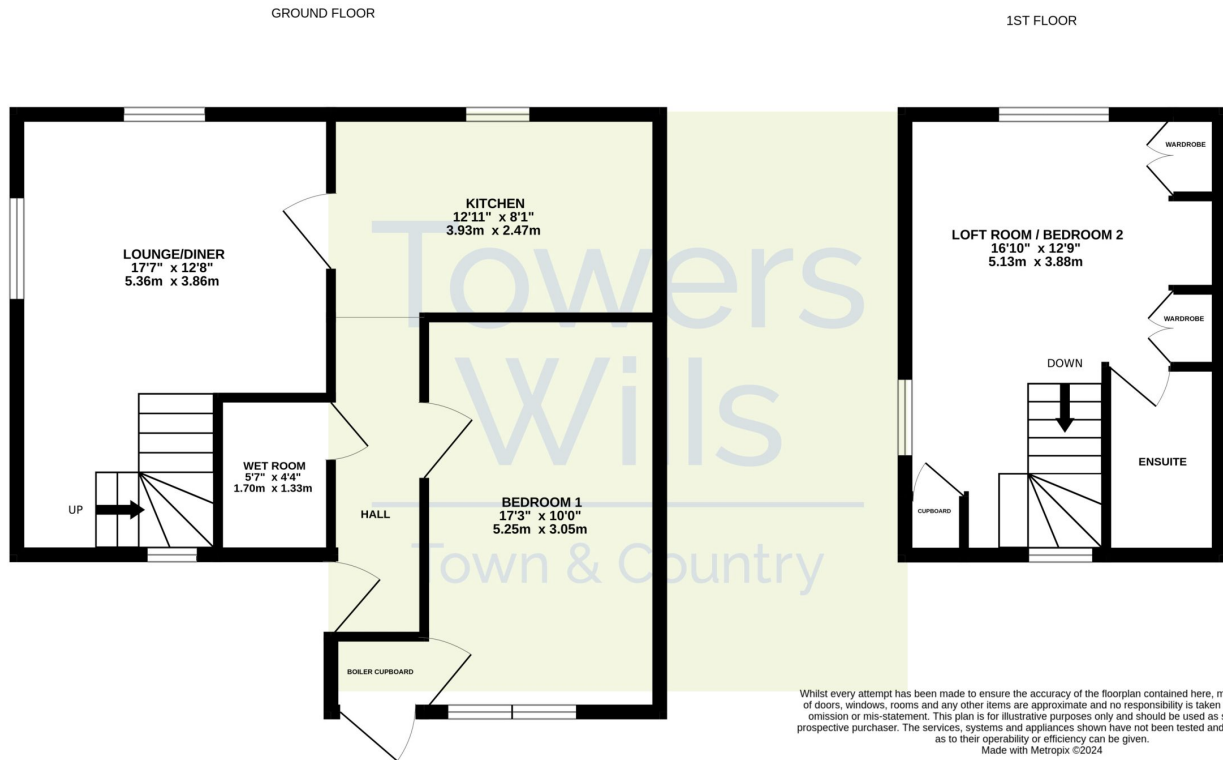 GROUND FLOOR
1ST FLOOR
LOUNGE/DINER
17'7" x 12'8"
5.36m x 3.86m
KITCHEN
12'11" x 8'1"
3.93m x 2.47m
WET ROOM
5'7" x 4'4"
1.70m x 1.33m
UP
HALL
BEDROOM 1
17'3" x 10'0"
5.25m x 3.05m
BOILER CUPBOARD
Towers
Wills
Town & Country
WARDROBE
LOFT ROOM / BEDROOM 2
16'10" x 12'9"
5.13m x 3.88m
WARDROBE
DOWN
ENSUITE
CUPBOARD
Whilst every attempt has been made to ensure the accuracy of the floorplan contained here,
of doors, windows, rooms and any other items are approximate and no responsibility is taken
omission or mis-statement. This plan is for illustrative purposes only and should be used as
prospective purchaser. The services, systems and appliances shown have not been tested and
as to their operability or efficiency can be given.
Made with Metropix ©2024